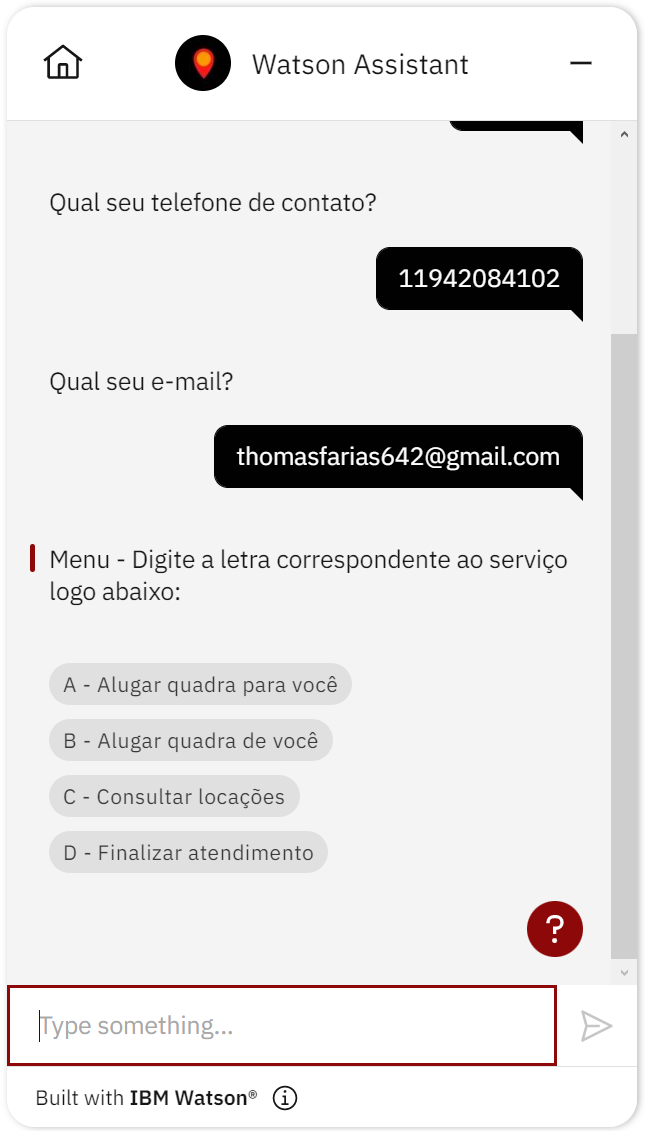 Watson Assistant
Qual seu telefone de contato?
11942084102
Qual seu e-mail?
thomasfarias642@gmail.com
Menu - Digite a letra correspondente ao serviço
logo abaixo:
A - Alugar quadra para você
B - Alugar quadra de você
C - Consultar locações
D - Finalizar atendimento
?
Type something...
Built with IBM Watson®